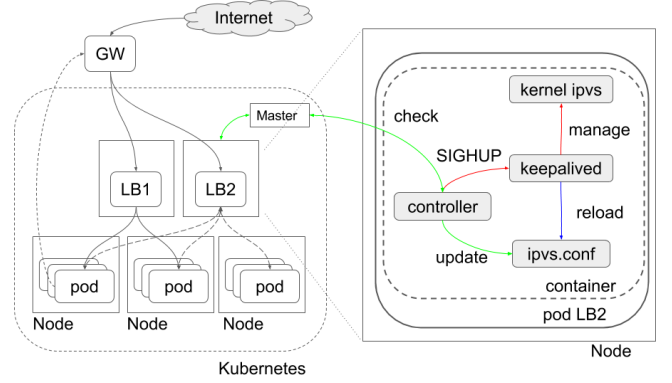 Internet
GW
Master
LB1
LB2
pod
pod
pod
Node
Node
Node
Kubernetes
kernel ipvs
check
manage
SIGHUP
keepalived
controller
reload
update
ipvs.conf
container
pod LB2
Node